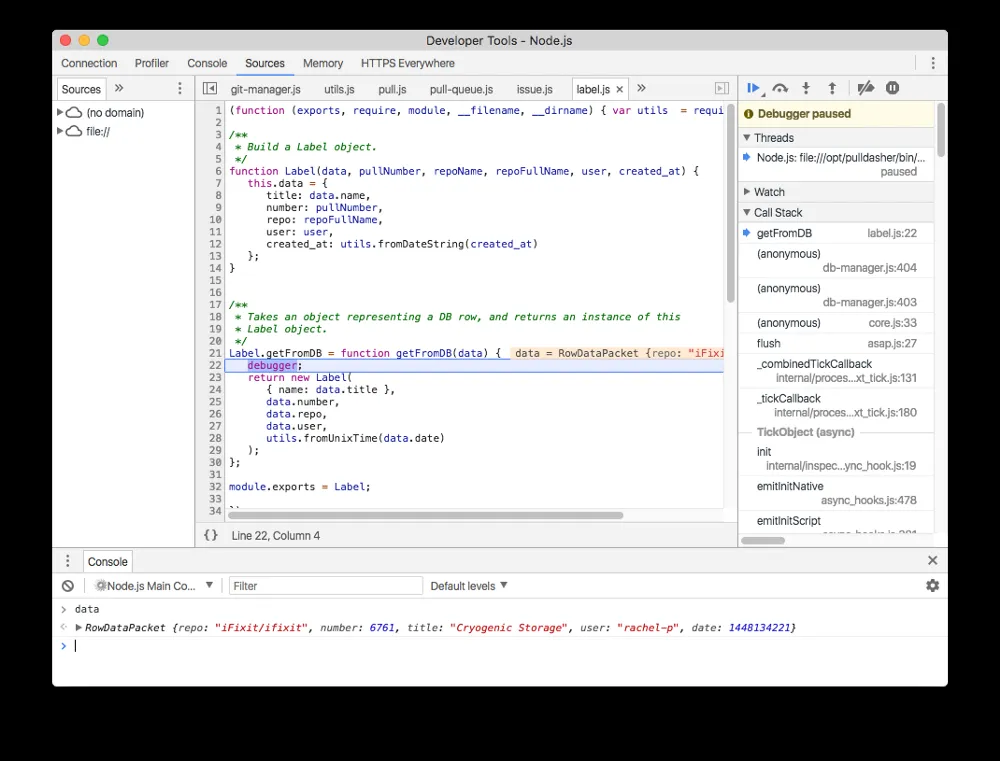 Developer Tools - Node.js
Connection Profiler Console Sources Memory HTTPS Everywhere
Sources » git-manager.js utils.js pull.js pull-queue.js issue.js label.js × »
(no domain)
file://
1 (function (exports, require, module, __filename, __dirname) { var utils = requi
2
3 /**
4 * Build a Label object.
5 */
6 function Label(data, pullNumber, repoName, repoFullName, user, created_at) {
7 this.data = {
8 title: data.name,
9 number: pullNumber,
10 repo: repoFullName,
11 user: user,
12 created_at: utils.fromDateString(created_at)
13 };
14 }
15
16
17 /**
18 * Takes an object representing a DB row, and returns an instance of this
19 * Label object.
20 */
21 Label.getFromDB = function getFromDB(data) { data = RowDataPacket {repo: "iFixi
22 debugger;
23 return new Label(
24 { name: data.title },
25 data.number,
26 data.repo,
27 data.user,
28 utils.fromUnixTime(data.date)
29 );
30 };
31
32 module.exports = Label;
33
34
{} Line 22, Column 4
Debugger paused
Threads
Node.js: file:///opt/pulldasher/bin/...
paused
Watch
Call Stack
getFromDB label.js:22
(anonymous)
db-manager.js:404
(anonymous)
db-manager.js:403
(anonymous) core.js:33
flush asap.js:27
_combinedTickCallback
internal/proces...xt_tick.js:131
_tickCallback
internal/proces...xt_tick.js:180
TickObject (async)
init
internal/inspec...ync_hook.js:19
emitInitNative
async_hooks.js:478
emitInitScript
Console ×
Node.js Main Co... ▼ Filter Default levels ▼
> data
RowDataPacket {repo: "iFixit/ifixit", number: 6761, title: "Cryogenic Storage", user: "rachel-p", date: 1448134221}
>